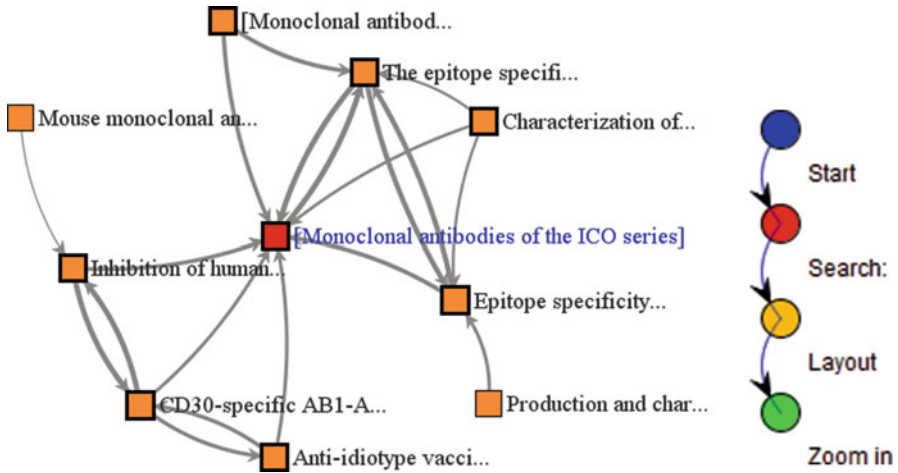 [Monoclonal antibod...
The epitope specifi...
Mouse monoclonal an...
Characterization of...
[Monoclonal antibodies of the ICO series]
Inhibition of human...
Epitope specificity...
CD30-specific AB1-A...
Production and char...
Anti-idiotype vacci...
Start
Search:
Layout
Zoom in